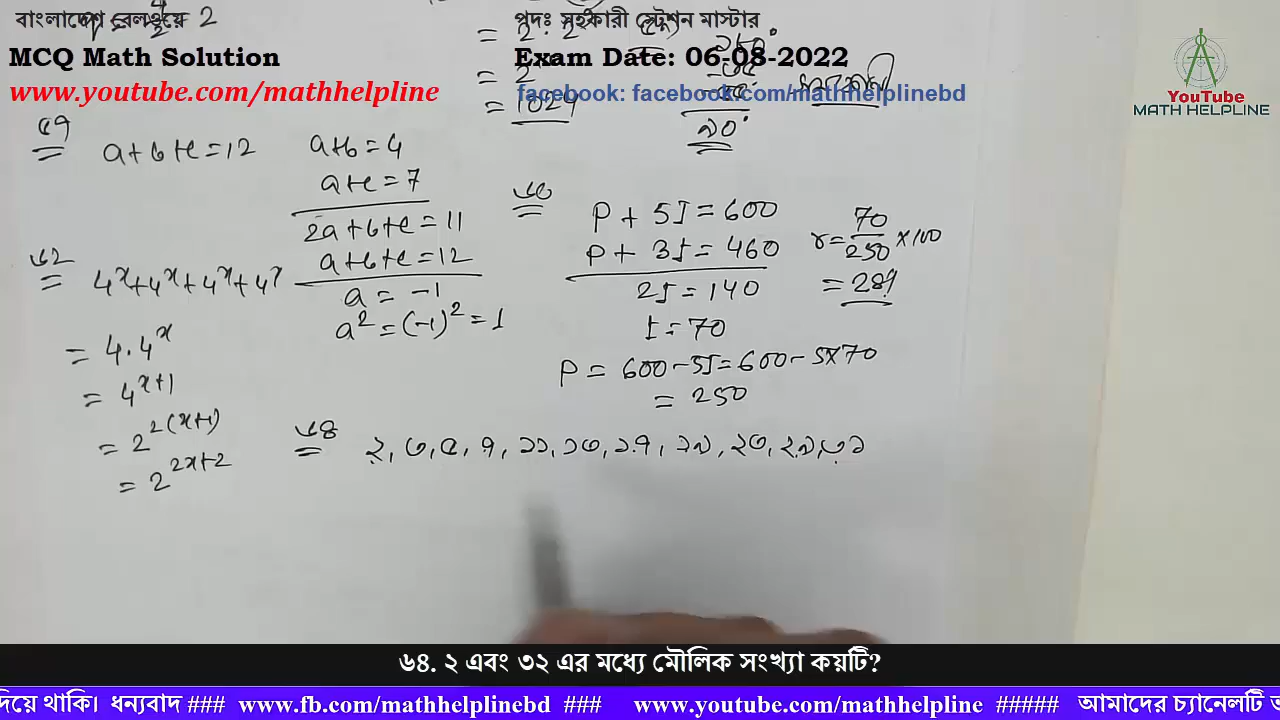 বাংলাদেশ রেলওয়ে
পদঃ সহকারী স্টেশন মাস্টার
MCQ Math Solution
Exam Date: 06-08-2022
www.youtube.com/mathhelpline
facebook: facebook.com/mathhelplinebd
YouTube
MATH HELPLINE
= 1024
৯০°
৫৭
a+b+c=12
a+b=4
a+c=7
2a+b+c=11
a+b+c=12
a=-1
a²=(-1)²=1
৬০
P+5I=600
P+3I=460
2I=140
I=70
P=600-5I=600-5×70
=250
r=70/250×100
=28%
৬২
4ˣ+4ˣ+4ˣ+4ˣ
=4.4ˣ
=4ˣ⁺¹
=2²⁽ˣ⁺¹⁾
=2²ˣ⁺²
৬৪
২,৩,৫,৭,১১,১৩,১৭,১৯,২৩,২৯,৩১
৬৪. ২ এবং ৩২ এর মধ্যে মৌলিক সংখ্যা কয়টি?
দিয়ে থাকি। ধন্যবাদ ### www.fb.com/mathhelplinebd ### www.youtube.com/mathhelpline ##### আমাদের চ্যানেলটি